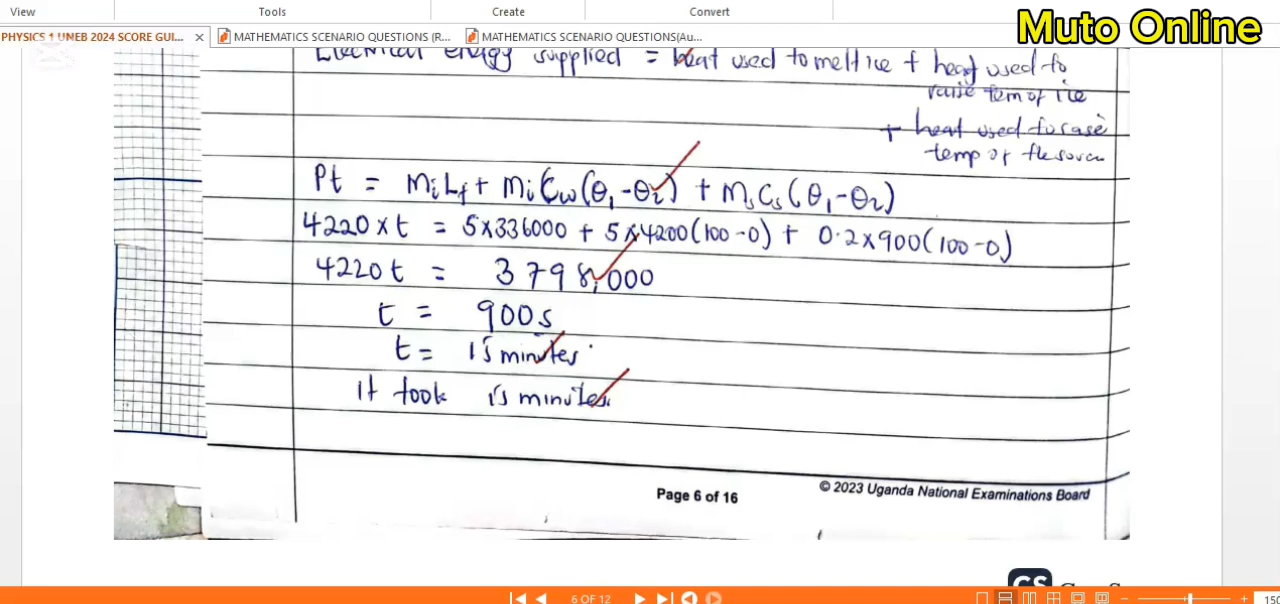 View Tools Create Convert
Muto Online
PHYSICS 1 UNEB 2024 SCORE GUI... × MATHEMATICS SCENARIO QUESTIONS (R... MATHEMATICS SCENARIO QUESTIONS(Au...
Electrical energy supplied = heat used to melt ice + heat used to
raise tem of ice
+ heat used to raise
temp of
Pt = MiLf + MiCw(θ₁-θ₂) + MsCs(θ₁-θ₂)
4220 x t = 5x336000 + 5x4200(100-0) + 0.2x900(100-0)
4220t = 3798,000
t = 900s
t = 15 minutes
it took 15 minutes.
Page 6 of 16
© 2023 Uganda National Examinations Board
CS
6 OF 12
150